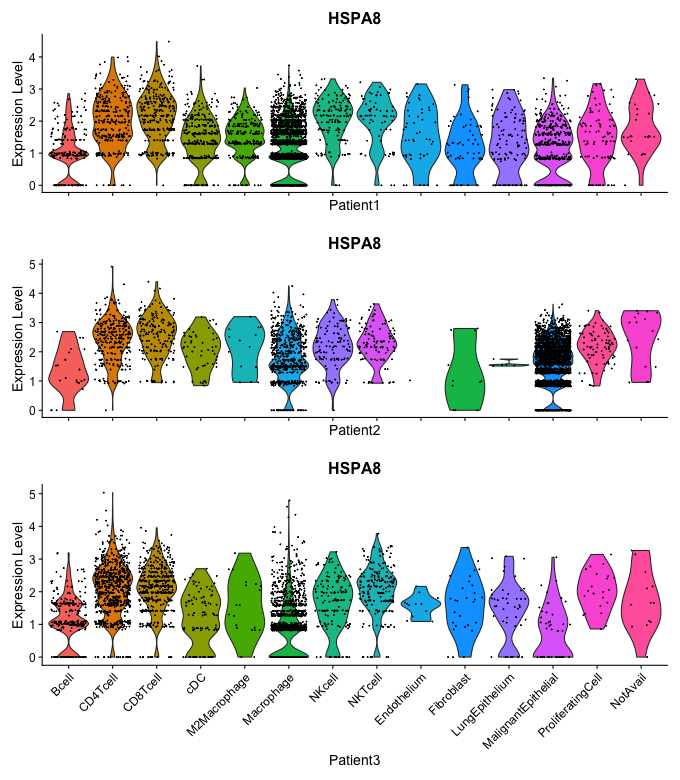 HSPA8
Expression Level
4
3
2
1
0
Patient1
HSPA8
Expression Level
5
4
3
2
1
0
Patient2
HSPA8
Expression Level
5
4
3
2
1
0
Bcell
CD4Tcell
CD8Tcell
cDC
M2Macrophage
Macrophage
NKcell
NKTcell
Endothelium
Fibroblast
LungEpithelium
MalignantEpithelial
ProliferatingCell
NotAvail
Patient3